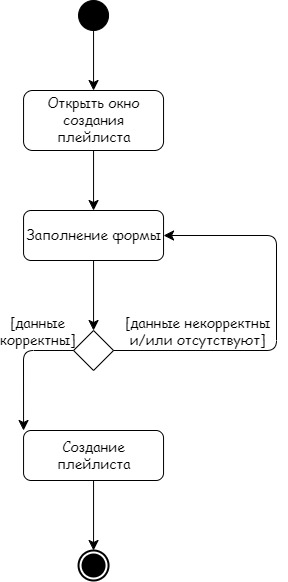 Открыть окно
создания
плейлиста
Заполнение формы
[данные
корректны]
[данные некорректны
и/или отсутствуют]
Создание
плейлиста